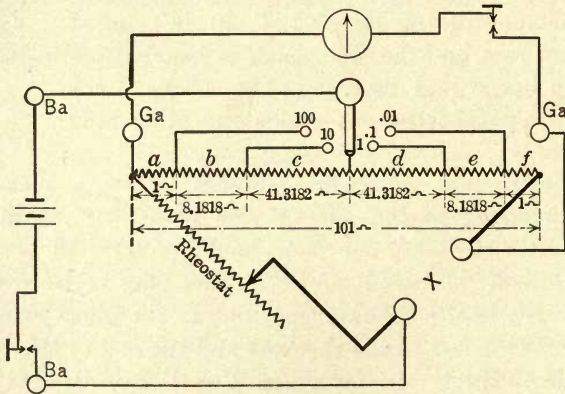 Ba
Ga
Ga
100
10
1
.1
.01
a b c d e f
1 41.3182 41.3182 1
8.1818 8.1818
101
Rheostat
X
Ba